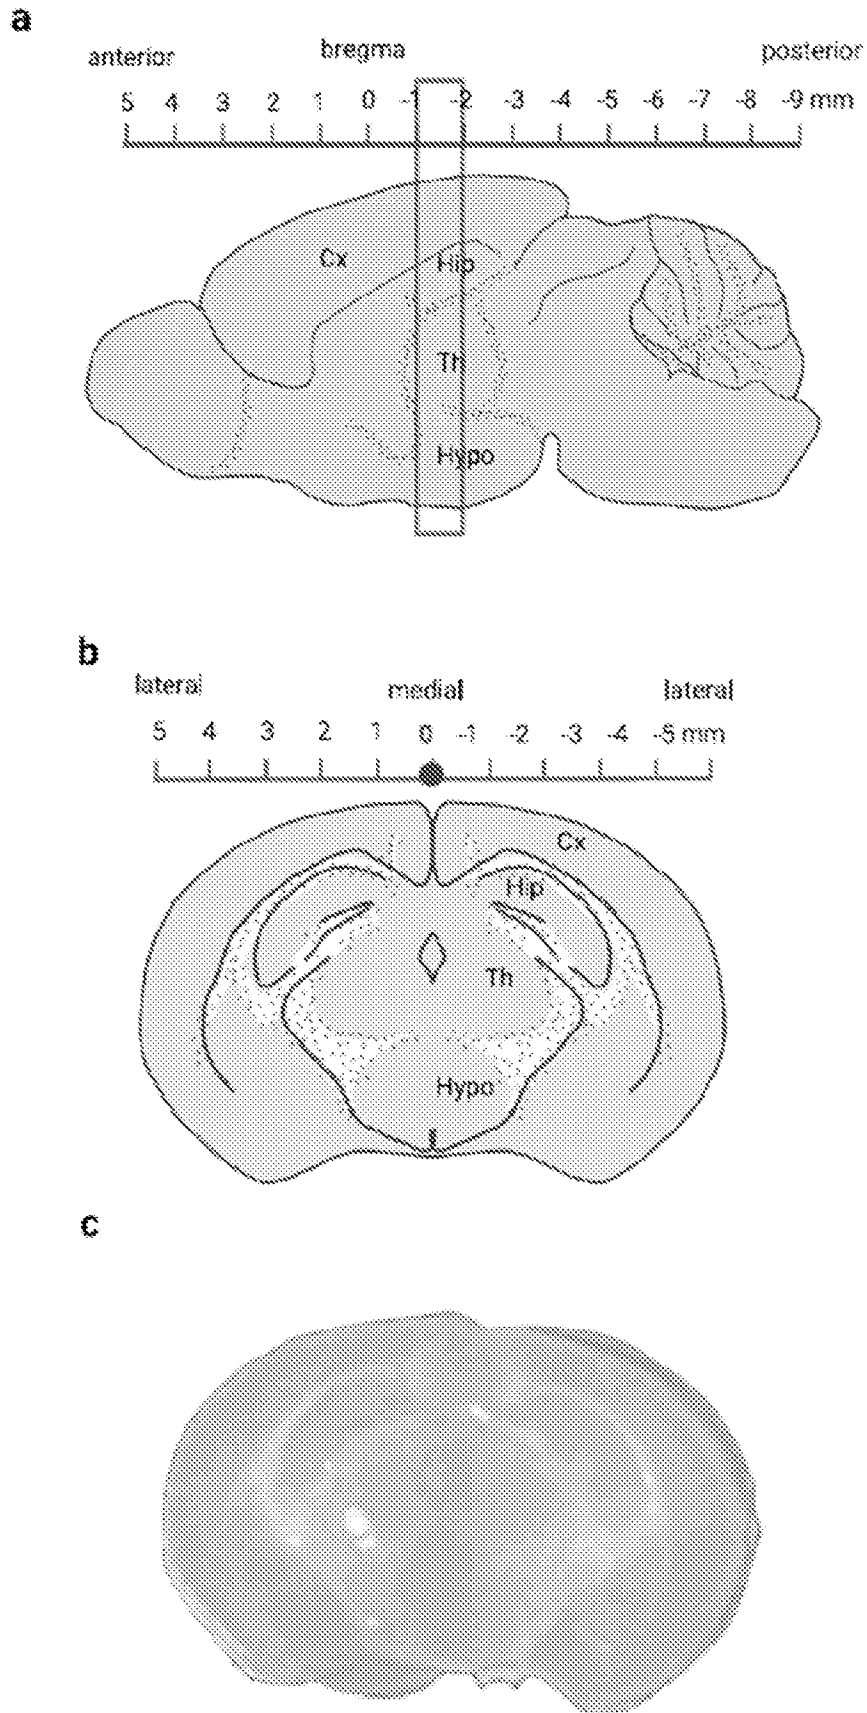 a
anterior bregma posterior
5 4 3 2 1 0 -1 -2 -3 -4 -5 -6 -7 -8 -9 mm
Cx
Hip
Th
Hypo
b
lateral medial lateral
5 4 3 2 1 0 -1 -2 -3 -4 -5 mm
Cx
Hip
Th
Hypo
c